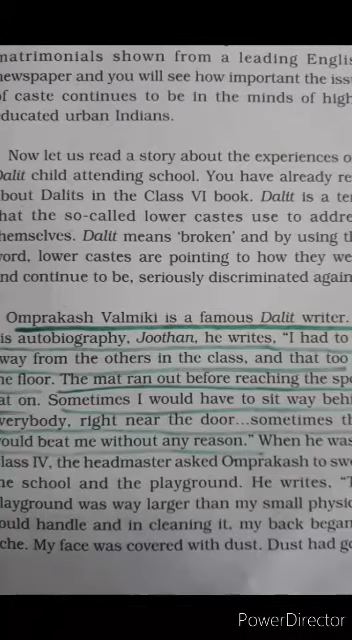 matrimonials shown from a leading Englis
newspaper and you will see how important the iss
of caste continues to be in the minds of high
educated urban Indians.
Now let us read a story about the experiences o
Dalit child attending school. You have already re
about Dalits in the Class VI book. Dalit is a te
hat the so-called lower castes use to addre
hemselves. Dalit means ‘broken’ and by using t
word, lower castes are pointing to how they we
nd continue to be, seriously discriminated again
Omprakash Valmiki is a famous Dalit writer.
is autobiography, Joothan, he writes, “I had to
way from the others in the class, and that too
he floor. The mat ran out before reaching the spo
at on. Sometimes I would have to sit way behi
verybody, right near the door...sometimes th
ould beat me without any reason.” When he was
lass IV, the headmaster asked Omprakash to swe
he school and the playground. He writes, “T
layground was way larger than my small physic
ould handle and in cleaning it, my back began
che. My face was covered with dust. Dust had go
PowerDirector